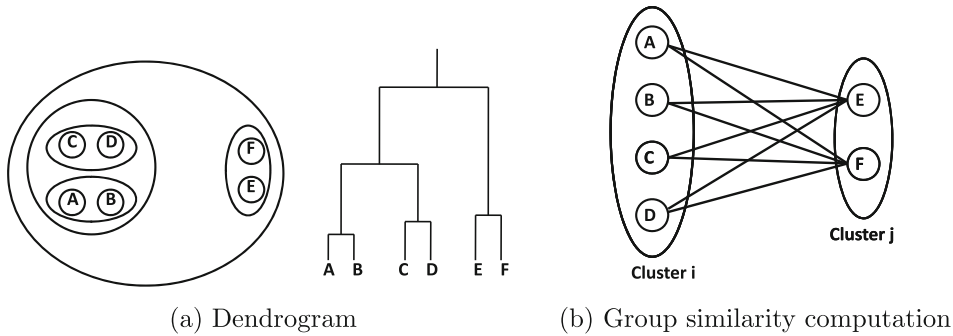 C D
A B
F
E
A B C D E F
(a) Dendrogram
A
B
C
D
Cluster i
E
F
Cluster j
(b) Group similarity computation